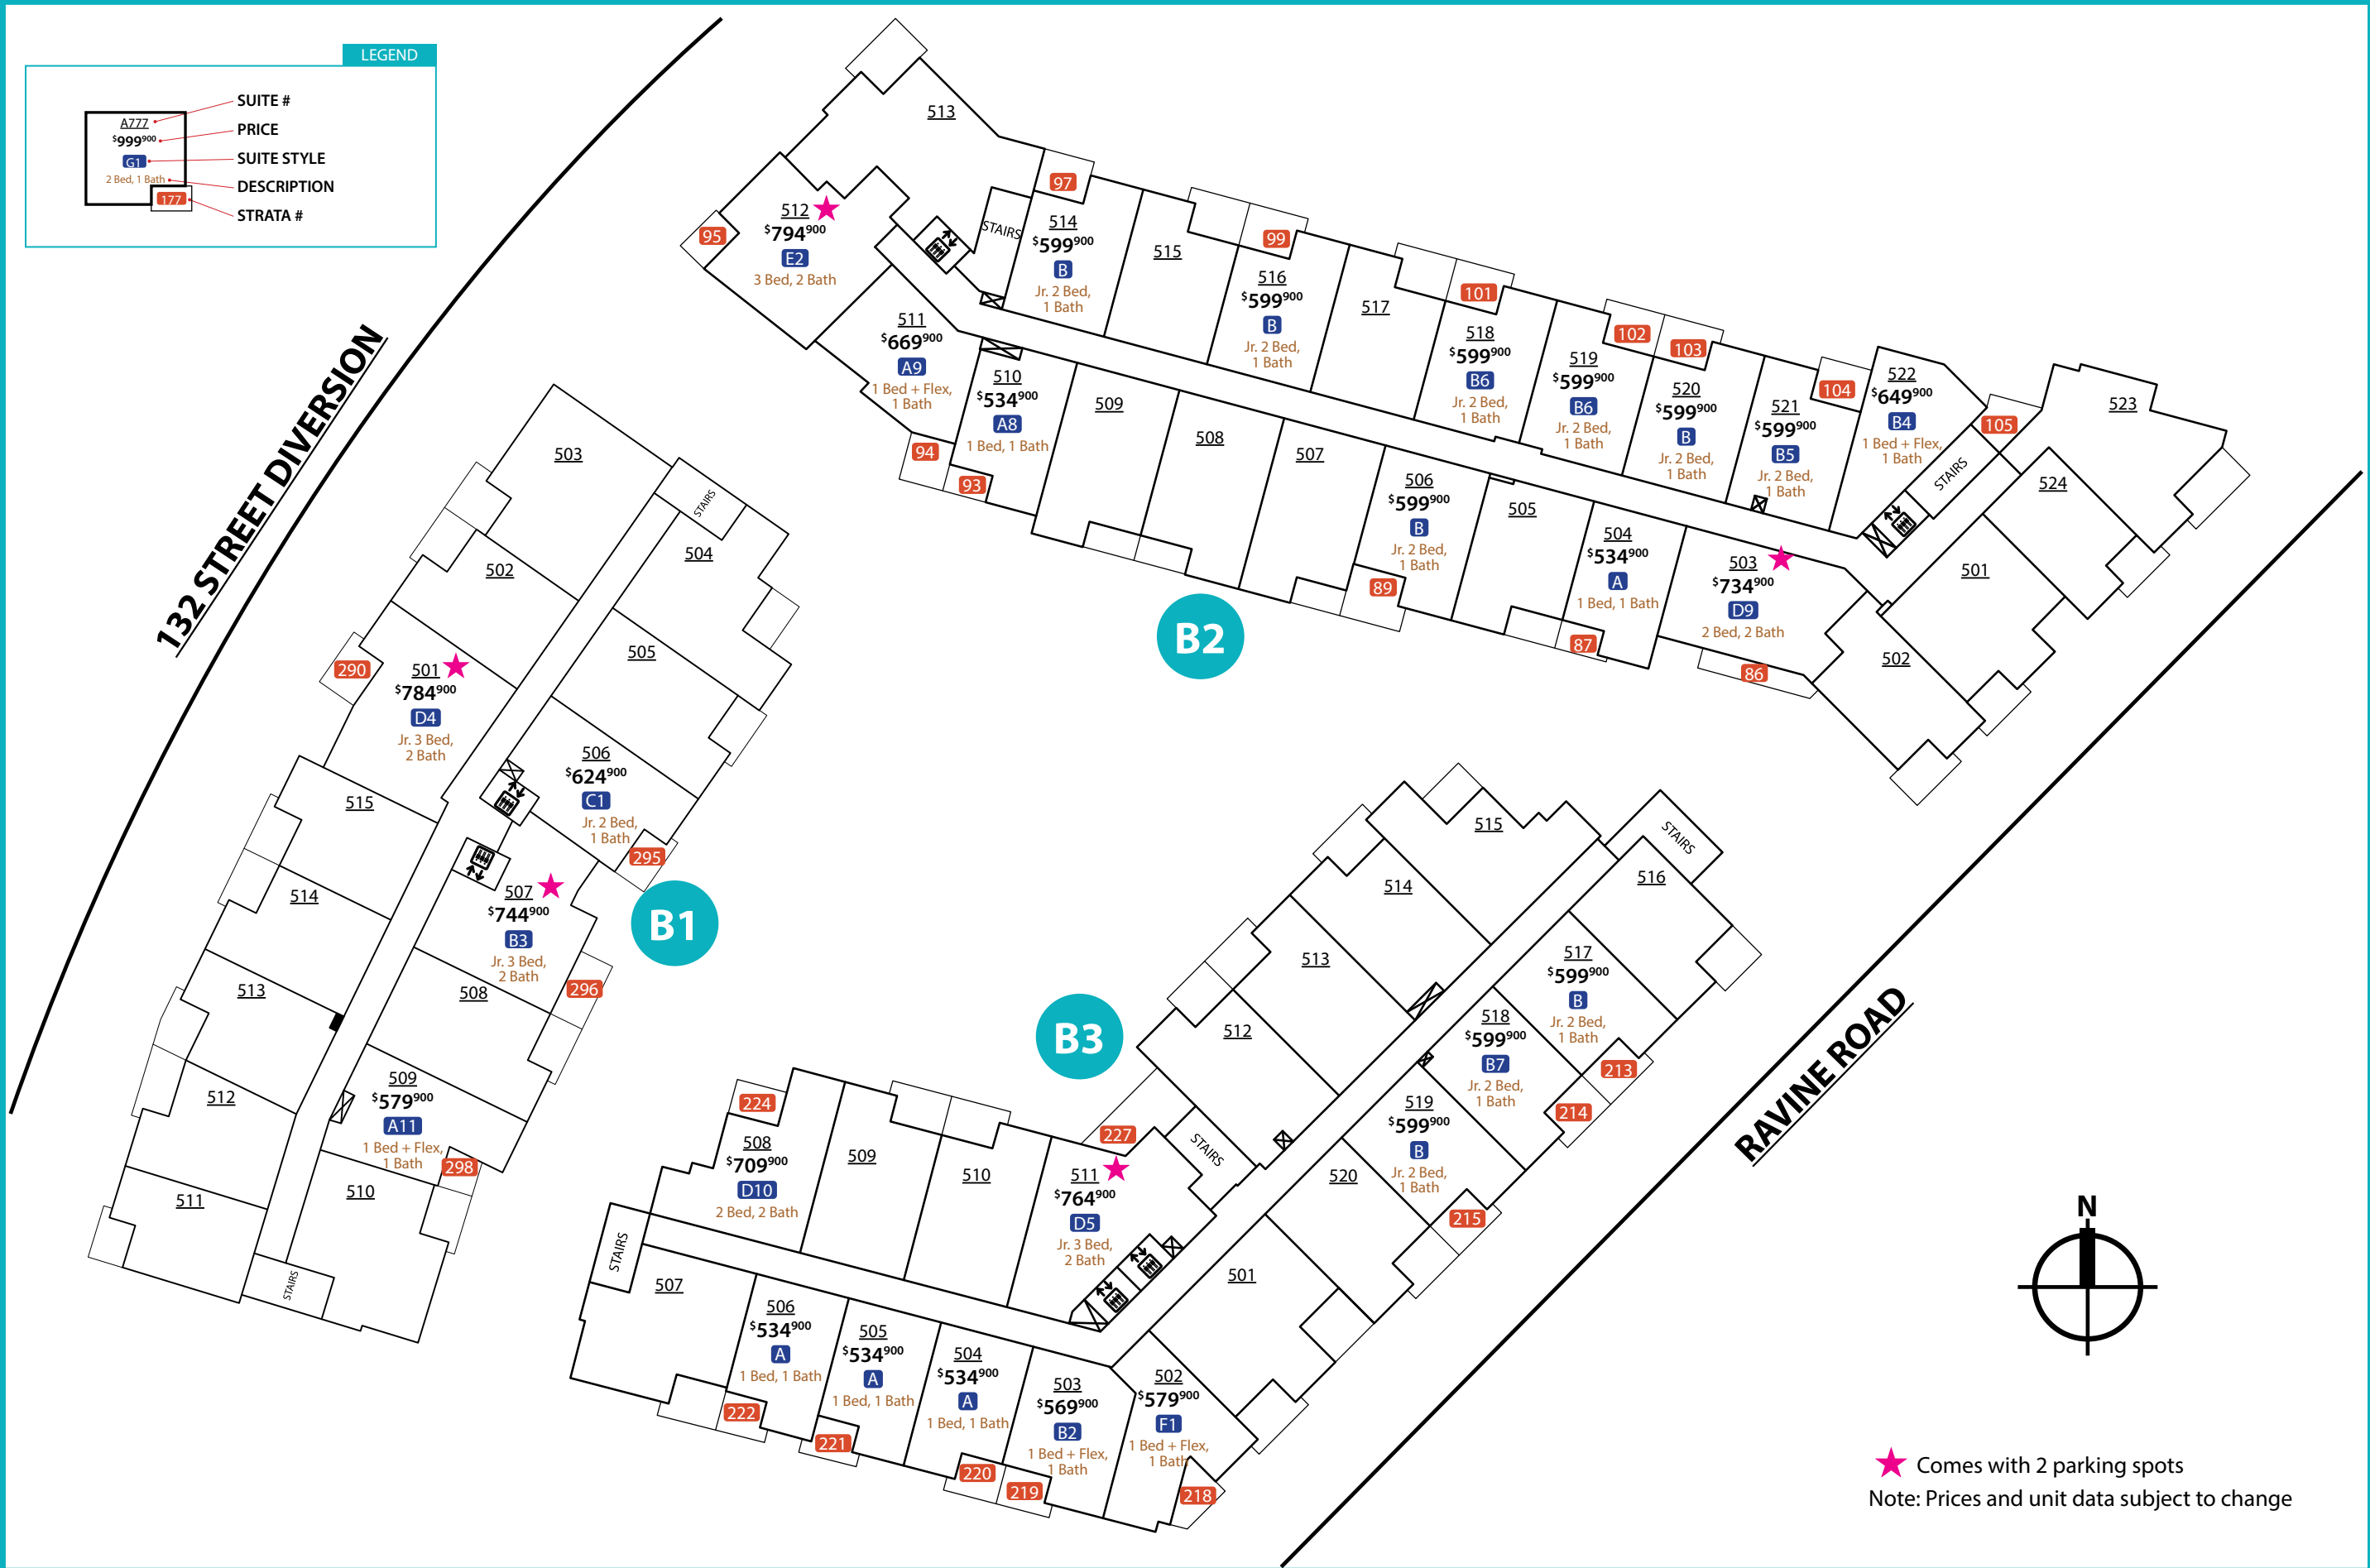 LEGEND
A777
$999900
G1
2 Bed, 1 Bath
177
SUITE #
PRICE
SUITE STYLE
DESCRIPTION
STRATA #
132 STREET DIVERSION
513
512
$794900
E2
3 Bed, 2 Bath
95
STAIRS
97
514
$599900
B
Jr. 2 Bed,
1 Bath
515
99
516
$599900
B
Jr. 2 Bed,
1 Bath
517
101
518
$599900
B6
Jr. 2 Bed,
1 Bath
102
519
$599900
B6
Jr. 2 Bed,
1 Bath
103
520
$599900
B
Jr. 2 Bed,
1 Bath
104
521
$599900
B5
Jr. 2 Bed,
1 Bath
522
$649900
B4
1 Bed + Flex,
1 Bath
105
STAIRS
523
524
501
502
511
$669900
A9
1 Bed + Flex,
1 Bath
94
510
$534900
A8
1 Bed, 1 Bath
93
509
508
507
506
$599900
B
Jr. 2 Bed,
1 Bath
89
505
504
$534900
A
1 Bed, 1 Bath
87
503
$734900
D9
2 Bed, 2 Bath
86
B2
503
STAIRS
504
502
505
290
501
$784900
D4
Jr. 3 Bed,
2 Bath
506
$624900
C1
Jr. 2 Bed,
1 Bath
295
515
507
$744900
B3
Jr. 3 Bed,
2 Bath
296
B1
514
508
513
509
$579900
A11
1 Bed + Flex,
1 Bath
298
512
510
511
STAIRS
B3
515
STAIRS
514
516
513
517
$599900
B
Jr. 2 Bed,
1 Bath
213
512
518
$599900
B7
Jr. 2 Bed,
1 Bath
214
519
$599900
B
Jr. 2 Bed,
1 Bath
215
520
501
224
508
$709900
D10
2 Bed, 2 Bath
509
510
227
511
$764900
D5
Jr. 3 Bed,
2 Bath
STAIRS
STAIRS
507
506
$534900
A
1 Bed, 1 Bath
222
505
$534900
A
1 Bed, 1 Bath
221
504
$534900
A
1 Bed, 1 Bath
220
503
$569900
B2
1 Bed + Flex,
1 Bath
219
502
$579900
F1
1 Bed + Flex,
1 Bath
218
RAVINE ROAD
N
Comes with 2 parking spots
Note: Prices and unit data subject to change